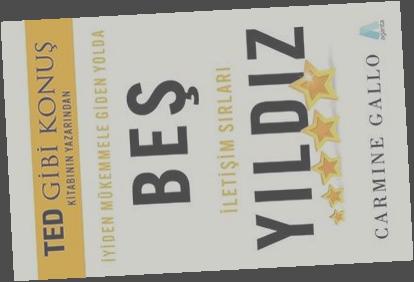 TED GİBİ KONUŞ
KİTABININ YAZARINDAN
İYİDEN MÜKEMMELE GİDEN YOLDA
BEŞ
İLETİŞİM SIRLARI
YILDIZ
CARMINE GALLO
aganta